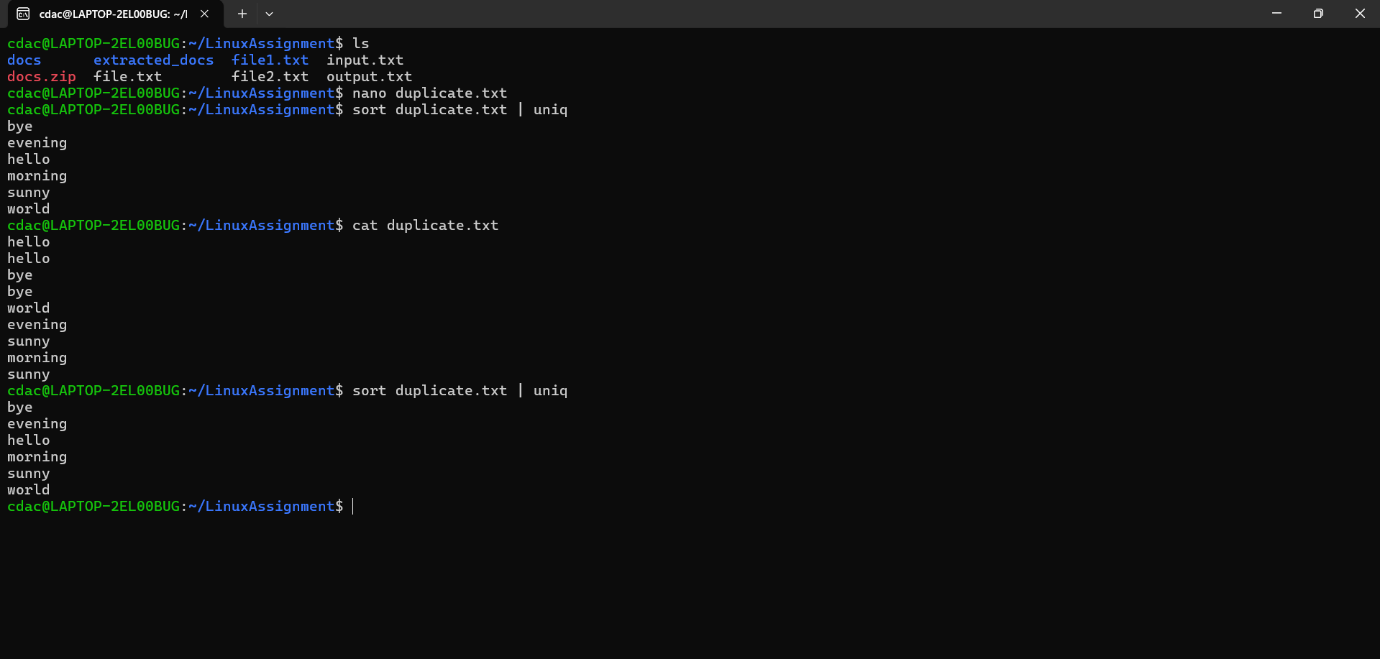 cdac@LAPTOP-2EL00BUG: ~/l
cdac@LAPTOP-2EL00BUG:~/LinuxAssignment$ ls
docs      extracted_docs  file1.txt  input.txt
docs.zip  file.txt        file2.txt  output.txt
cdac@LAPTOP-2EL00BUG:~/LinuxAssignment$ nano duplicate.txt
cdac@LAPTOP-2EL00BUG:~/LinuxAssignment$ sort duplicate.txt | uniq
bye
evening
hello
morning
sunny
world
cdac@LAPTOP-2EL00BUG:~/LinuxAssignment$ cat duplicate.txt
hello
hello
bye
bye
world
evening
sunny
morning
sunny
cdac@LAPTOP-2EL00BUG:~/LinuxAssignment$ sort duplicate.txt | uniq
bye
evening
hello
morning
sunny
world
cdac@LAPTOP-2EL00BUG:~/LinuxAssignment$